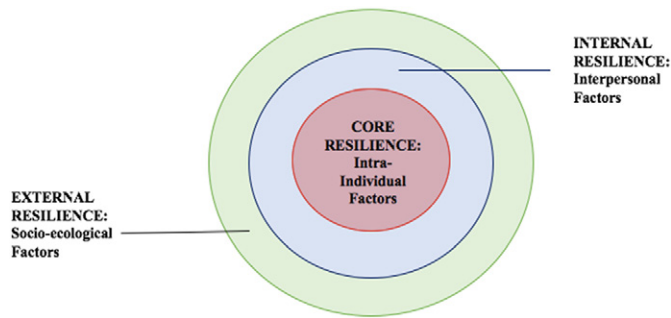 INTERNAL
RESILIENCE:
Interpersonal
Factors
CORE
RESILIENCE:
Intra-
Individual
Factors
EXTERNAL
RESILIENCE:
Socio-ecological
Factors